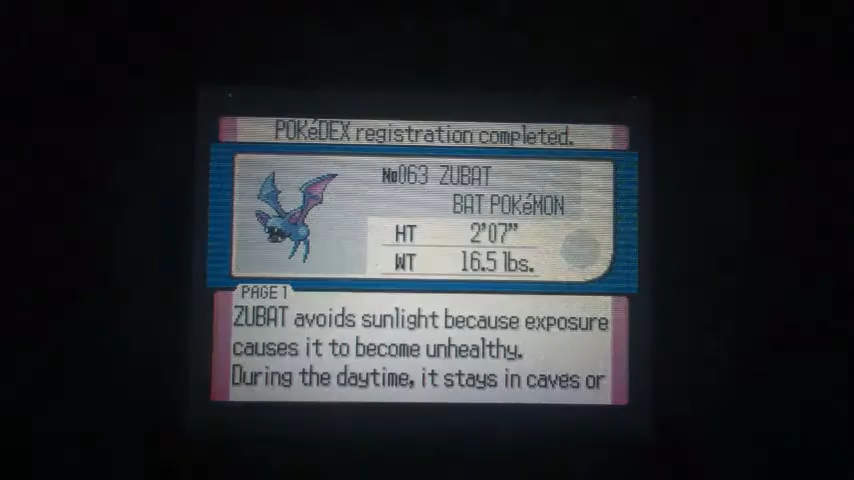 POKéDEX registration completed.
No063 ZUBAT
BAT POKéMON
HT 2'07"
WT 16.5 lbs.
PAGE 1
ZUBAT avoids sunlight because exposure
causes it to become unhealthy.
During the daytime, it stays in caves or